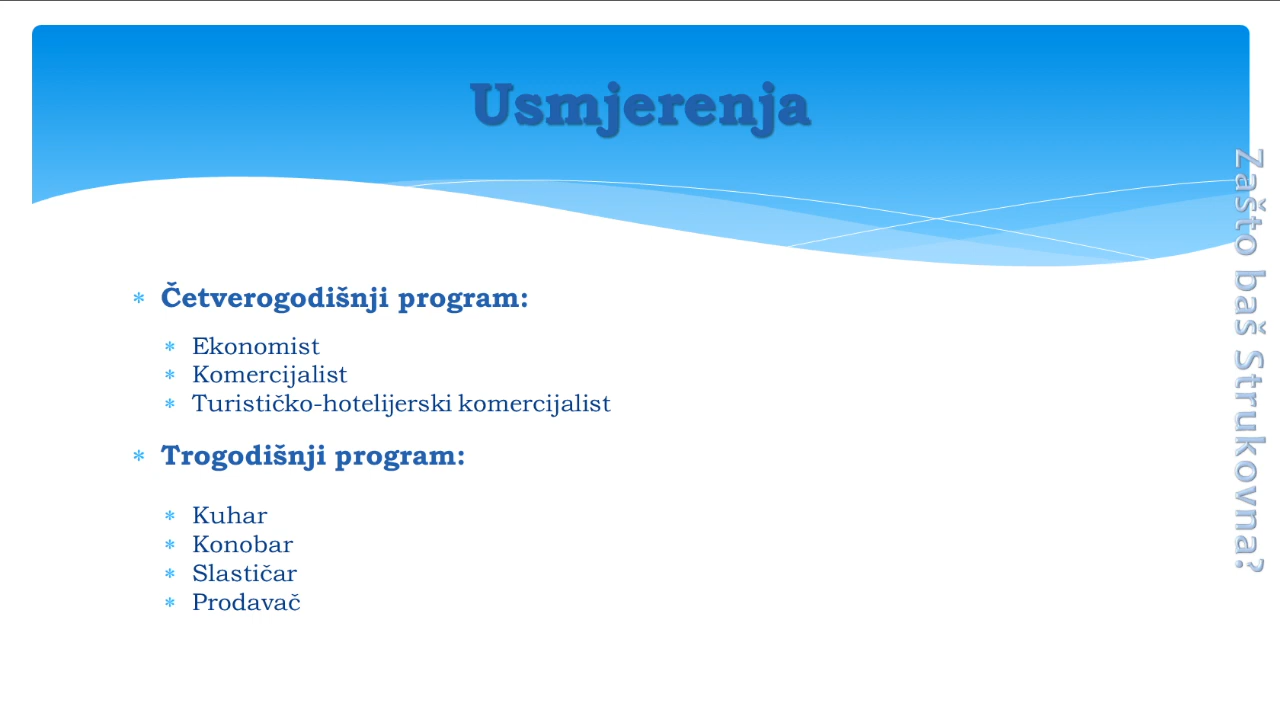 Usmjerenja
* Četverogodišnji program:
* Ekonomist
* Komercijalist
* Turističko-hotelijerski komercijalist
* Trogodišnji program:
* Kuhar
* Konobar
* Slastičar
* Prodavač
Zašto baš Strukovna?